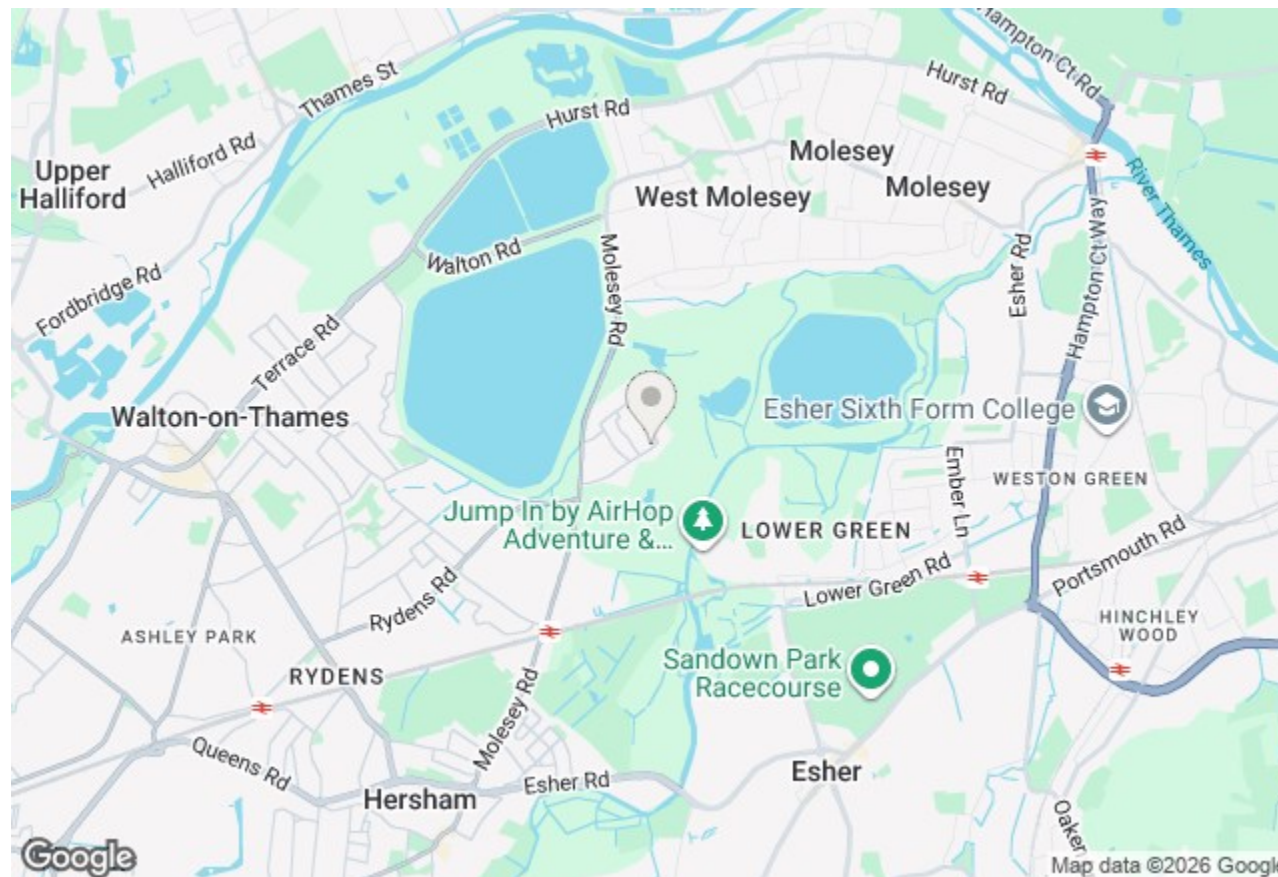 Hampton Ct Rd
Thames St
Hurst Rd
Hurst Rd
Halliford Rd
Upper
Halliford
Molesey
Molesey
West Molesey
River Thames
Walton Rd
Molesey Rd
Esher Rd
Hampton Ct Way
Fordbridge Rd
Terrace Rd
Walton-on-Thames
Esher Sixth Form College
Ember Ln
WESTON GREEN
Jump In by AirHop
Adventure &…
LOWER GREEN
Portsmouth Rd
Rydens Rd
Lower Green Rd
ASHLEY PARK
HINCHLEY
WOOD
RYDENS
Sandown Park
Racecourse
Molesey Rd
Queens Rd
Esher Rd
Esher
Hersham
Oaken
Google
Map data ©2026 Google